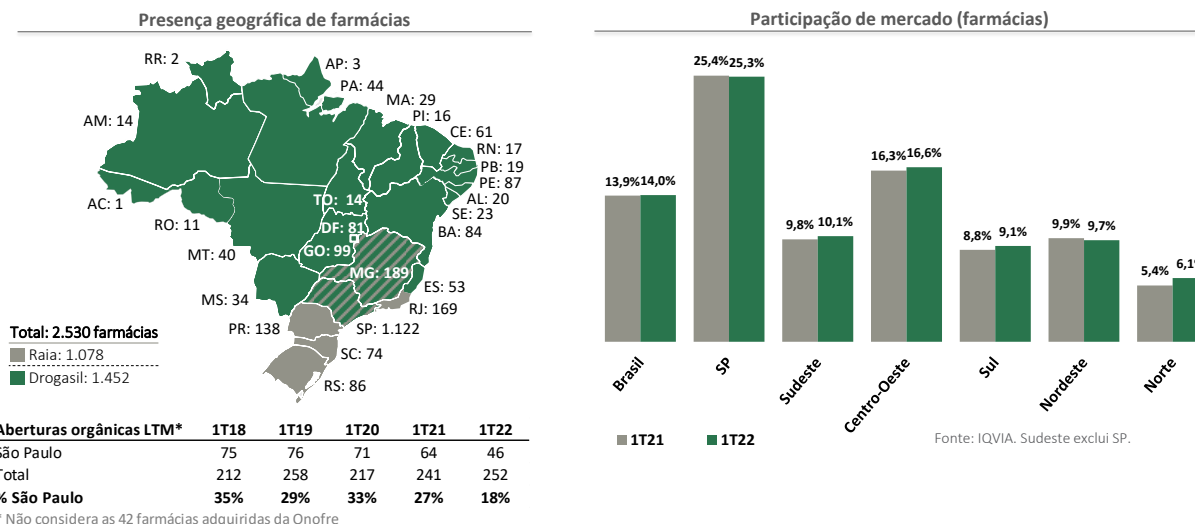 Presença geográfica de farmácias
RR: 2
AP: 3
PA: 44
MA: 29
PI: 16
AM: 14
CE: 61
RN: 17
PB: 19
PE: 87
AL: 20
SE: 23
BA: 84
AC: 1
TO: 14
RO: 11
DF: 81
GO: 99
MT: 40
MG: 189
ES: 53
MS: 34
RJ: 169
PR: 138
SP: 1.122
SC: 74
RS: 86
Total: 2.530 farmácias
Raia: 1.078
Drogasil: 1.452
Aberturas orgânicas LTM* 1T18 1T19 1T20 1T21 1T22
São Paulo 75 76 71 64 46
Total 212 258 217 241 252
% São Paulo 35% 29% 33% 27% 18%
* Não considera as 42 farmácias adquiridas da Onofre
Participação de mercado (farmácias)
13,9% 14,0%
25,4% 25,3%
9,8% 10,1%
16,3% 16,6%
8,8% 9,1%
9,9% 9,7%
5,4% 6,1%
Brasil
SP
Sudeste
Centro-Oeste
Sul
Nordeste
Norte
1T21 1T22
Fonte: IQVIA. Sudeste exclui SP.